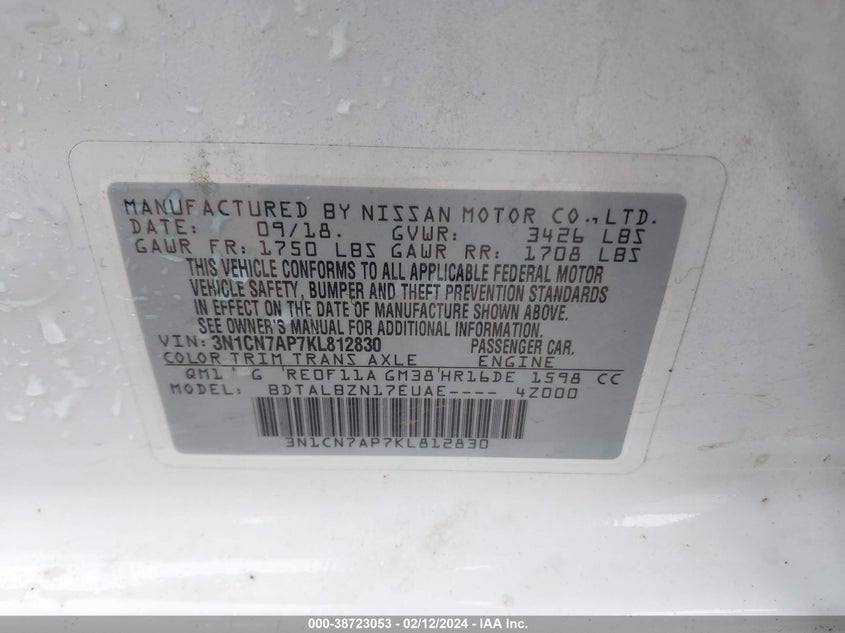 MANUFACTURED BY NISSAN MOTOR CO.,LTD.
DATE: 09/18. GVWR: 3426 LBS
GAWR FR: 1750 LBS GAWR RR: 1708 LBS
THIS VEHICLE CONFORMS TO ALL APPLICABLE FEDERAL MOTOR
VEHICLE SAFETY, BUMPER AND THEFT PREVENTION STANDARDS
IN EFFECT ON THE DATE OF MANUFACTURE SHOWN ABOVE.
SEE OWNER'S MANUAL FOR ADDITIONAL INFORMATION.
VIN: 3N1CN7AP7KL812830 PASSENGER CAR.
COLOR TRIM TRANS AXLE ENGINE
QM1 ' G 'RE0F11A GM38'HR16DE 1598 CC
MODEL: BDTALBZN17EUAE---- 4Z000
3N1CN7AP7KL812830
000-38723053 - 02/12/2024 - IAA Inc.